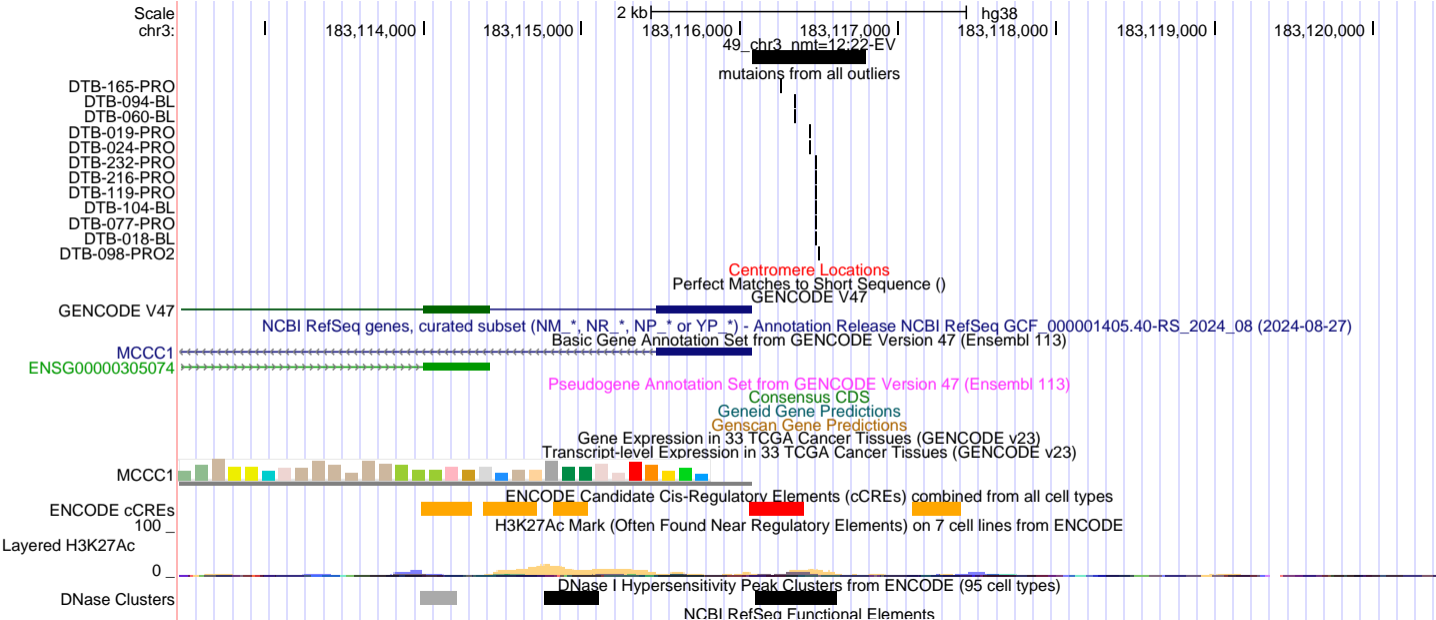 Scale 2 kb hg38
chr3: 183,114,000 183,115,000 183,116,000 183,117,000 183,118,000 183,119,000 183,120,000
49_chr3_nmt=12:22-EV
mutaions from all outliers
DTB-165-PRO
DTB-094-BL
DTB-060-BL
DTB-019-PRO
DTB-024-PRO
DTB-232-PRO
DTB-216-PRO
DTB-119-PRO
DTB-104-BL
DTB-077-PRO
DTB-018-BL
DTB-098-PRO2
Centromere Locations
Perfect Matches to Short Sequence ()
GENCODE V47
GENCODE V47
NCBI RefSeq genes, curated subset (NM_*, NR_*, NP_* or YP_*) - Annotation Release NCBI RefSeq GCF_000001405.40-RS_2024_08 (2024-08-27)
Basic Gene Annotation Set from GENCODE Version 47 (Ensembl 113)
MCCC1
ENSG00000305074
Pseudogene Annotation Set from GENCODE Version 47 (Ensembl 113)
Consensus CDS
Geneid Gene Predictions
Genscan Gene Predictions
Gene Expression in 33 TCGA Cancer Tissues (GENCODE v23)
Transcript-level Expression in 33 TCGA Cancer Tissues (GENCODE v23)
MCCC1
ENCODE Candidate Cis-Regulatory Elements (cCREs) combined from all cell types
ENCODE cCREs
H3K27Ac Mark (Often Found Near Regulatory Elements) on 7 cell lines from ENCODE
100 _
Layered H3K27Ac
0 _
DNase I Hypersensitivity Peak Clusters from ENCODE (95 cell types)
DNase Clusters
NCBI RefSeq Functional Elements